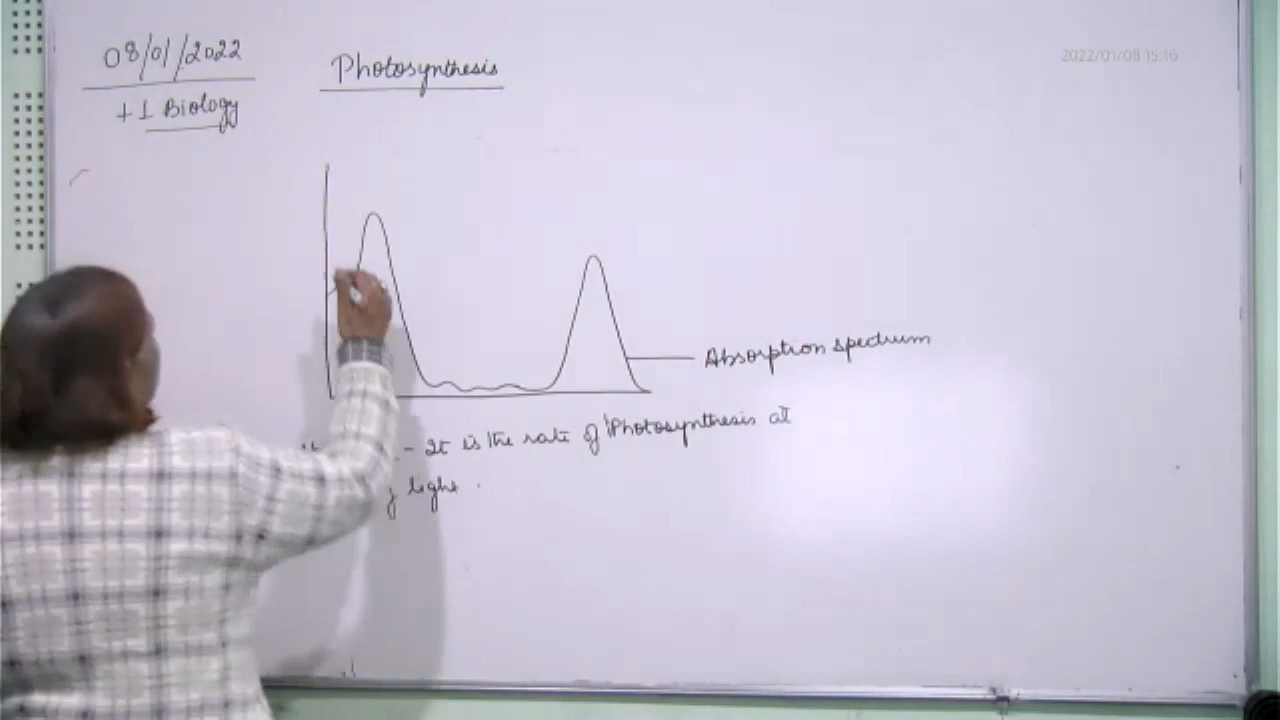 08/01/2022
+1 Biology
Photosynthesis
2022/01/08 15:16
Absorption spectrum
- It is the rate of Photosynthesis at
light .